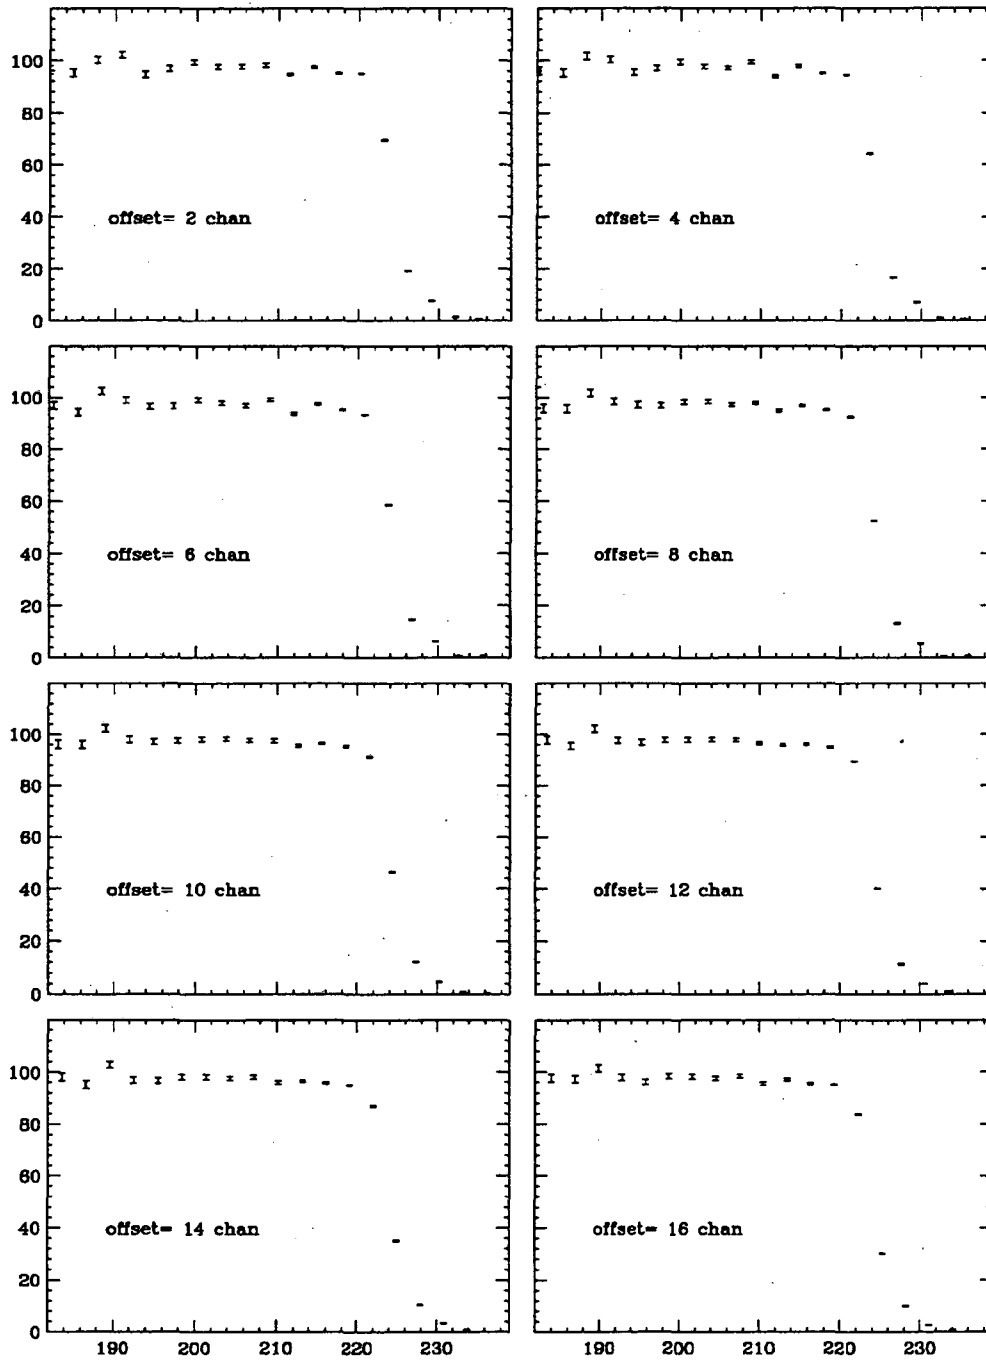 100
80
60
40
20
0
offset= 2 chan
offset= 4 chan
100
80
60
40
20
0
offset= 6 chan
offset= 8 chan
100
80
60
40
20
0
offset= 10 chan
offset= 12 chan
100
80
60
40
20
0
offset= 14 chan
offset= 16 chan
190 200 210 220 230 190 200 210 220 230